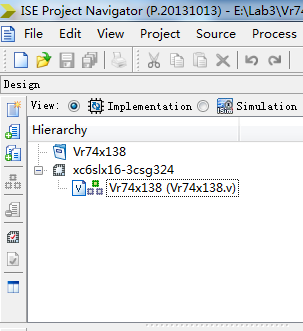 ISE Project Navigator (P.20131013) - E:\Lab3\Vr7
File Edit View Project Source Process
Design
View: Implementation Simulation
Hierarchy
Vr74x138
xc6slx16-3csg324
V Vr74x138 (Vr74x138.v)